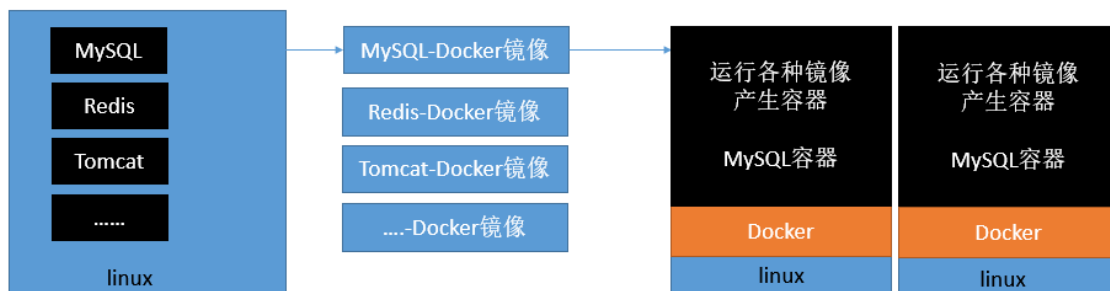 MySQL
Redis
Tomcat
......
linux
MySQL-Docker镜像
Redis-Docker镜像
Tomcat-Docker镜像
....-Docker镜像
运行各种镜像
产生容器
MySQL容器
Docker
linux
运行各种镜像
产生容器
MySQL容器
Docker
linux